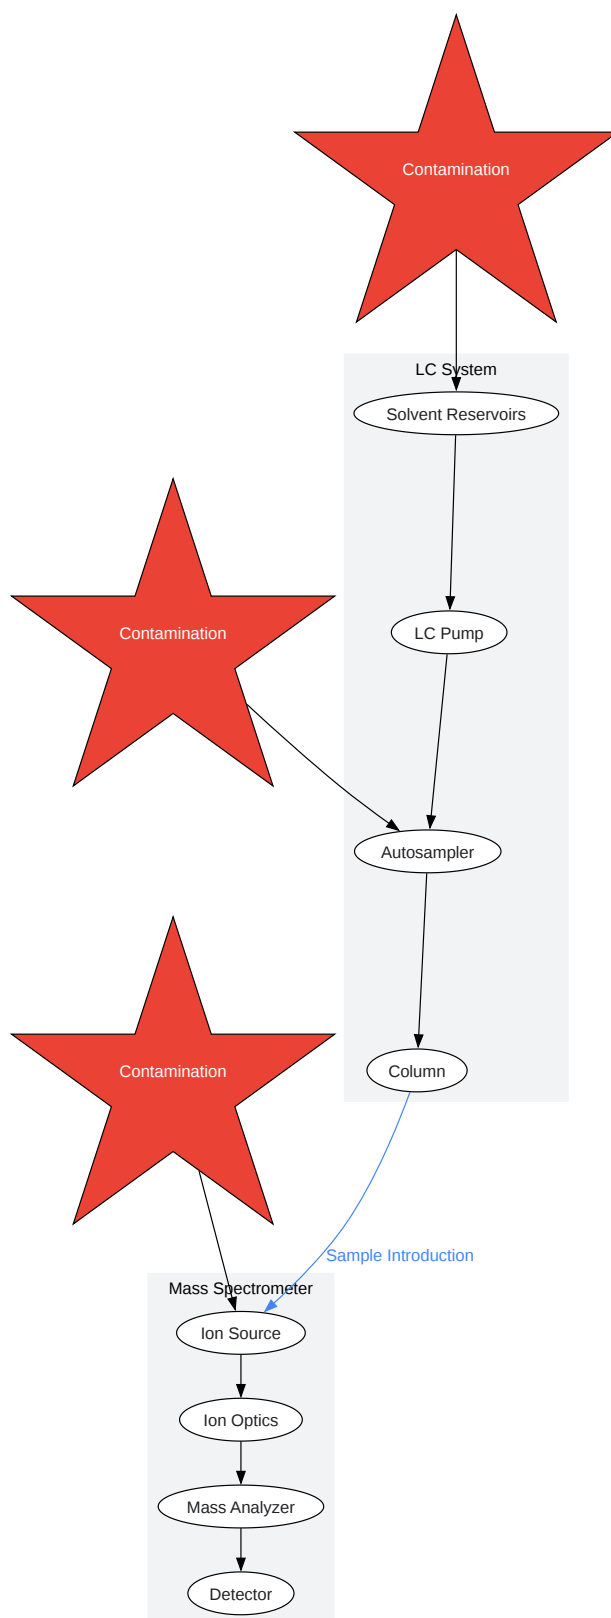 Contamination
LC System
Solvent Reservoirs
Contamination
LC Pump
Autosampler
Contamination
Column
Sample Introduction
Mass Spectrometer
Ion Source
Ion Optics
Mass Analyzer
Detector